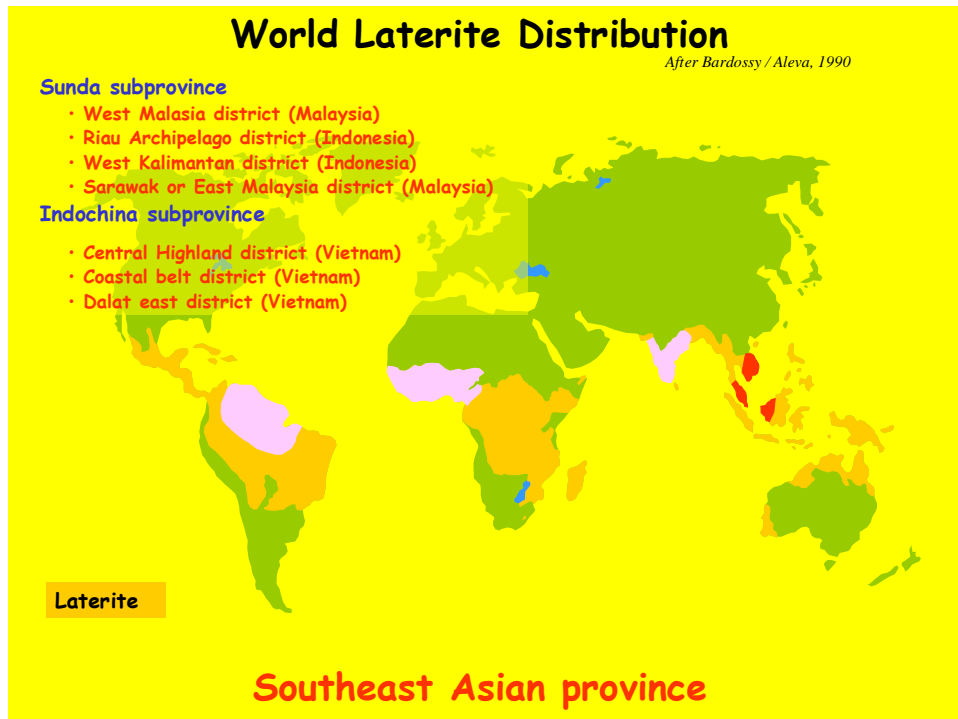 World Laterite Distribution
After Bardossy / Aleva, 1990
Sunda subprovince
• West Malasia district (Malaysia)
• Riau Archipelago district (Indonesia)
• West Kalimantan district (Indonesia)
• Sarawak or East Malaysia district (Malaysia)
Indochina subprovince
• Central Highland district (Vietnam)
• Coastal belt district (Vietnam)
• Dalat east district (Vietnam)
Laterite
Southeast Asian province